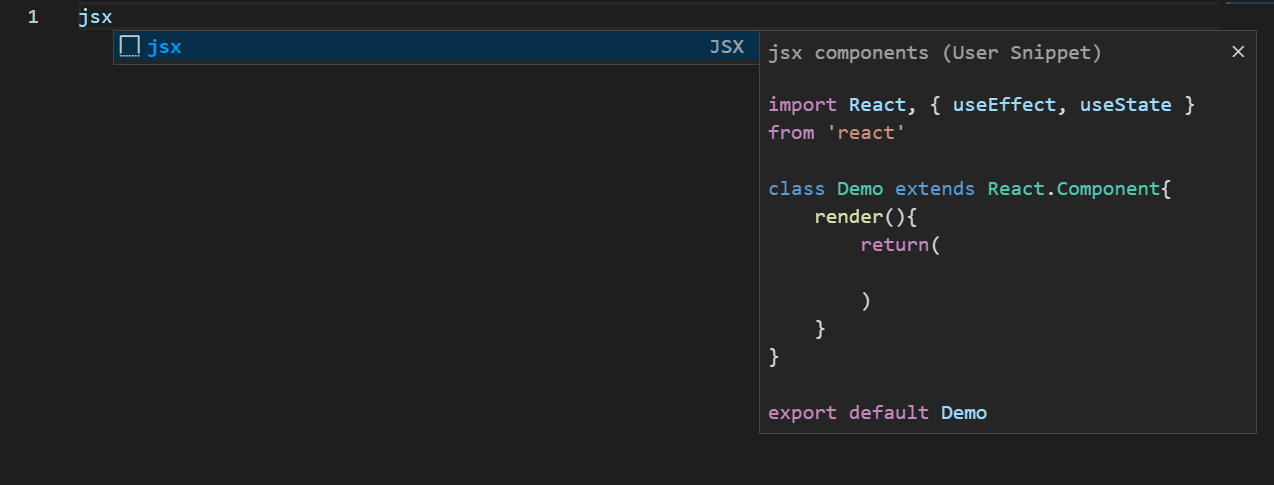 1 jsx
jsx JSX
jsx components (User Snippet) ×
import React, { useEffect, useState }
from 'react'
class Demo extends React.Component{
    render(){
        return(
        )
    }
}
export default Demo